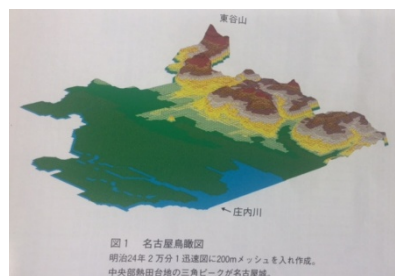 東谷山
庄内川
図1 名古屋鳥瞰図
明治24年2万分1迅速図に200mメッシュを入れ作成。
中央部熱田台地の三角ピークが名古屋城。